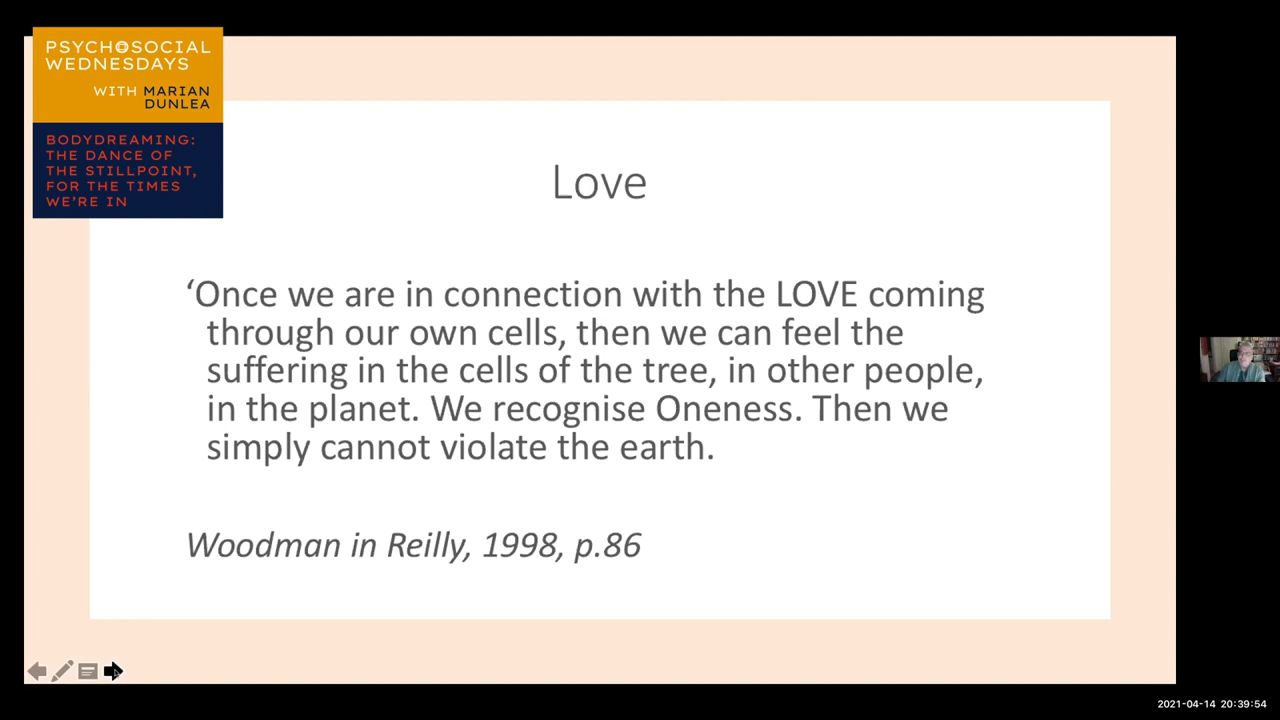 PSYCHOSOCIAL
WEDNESDAYS
WITH MARIAN
DUNLEA
BODYDREAMING:
THE DANCE OF
THE STILLPOINT,
FOR THE TIMES
WE'RE IN
Love
‘Once we are in connection with the LOVE coming
through our own cells, then we can feel the
suffering in the cells of the tree, in other people,
in the planet. We recognise Oneness. Then we
simply cannot violate the earth.
Woodman in Reilly, 1998, p.86
2021-04-14 20:39:54